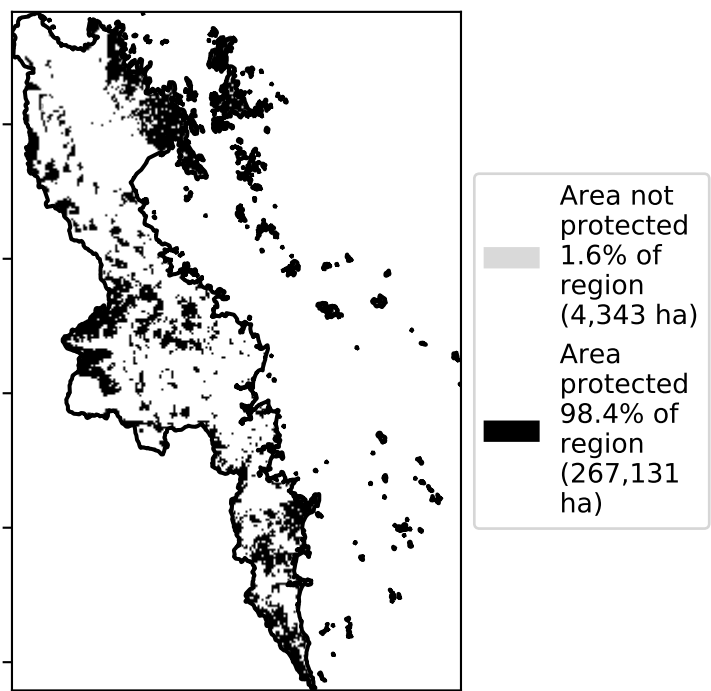 Area not
protected
1.6% of
region
(4,343 ha)
Area
protected
98.4% of
region
(267,131
ha)